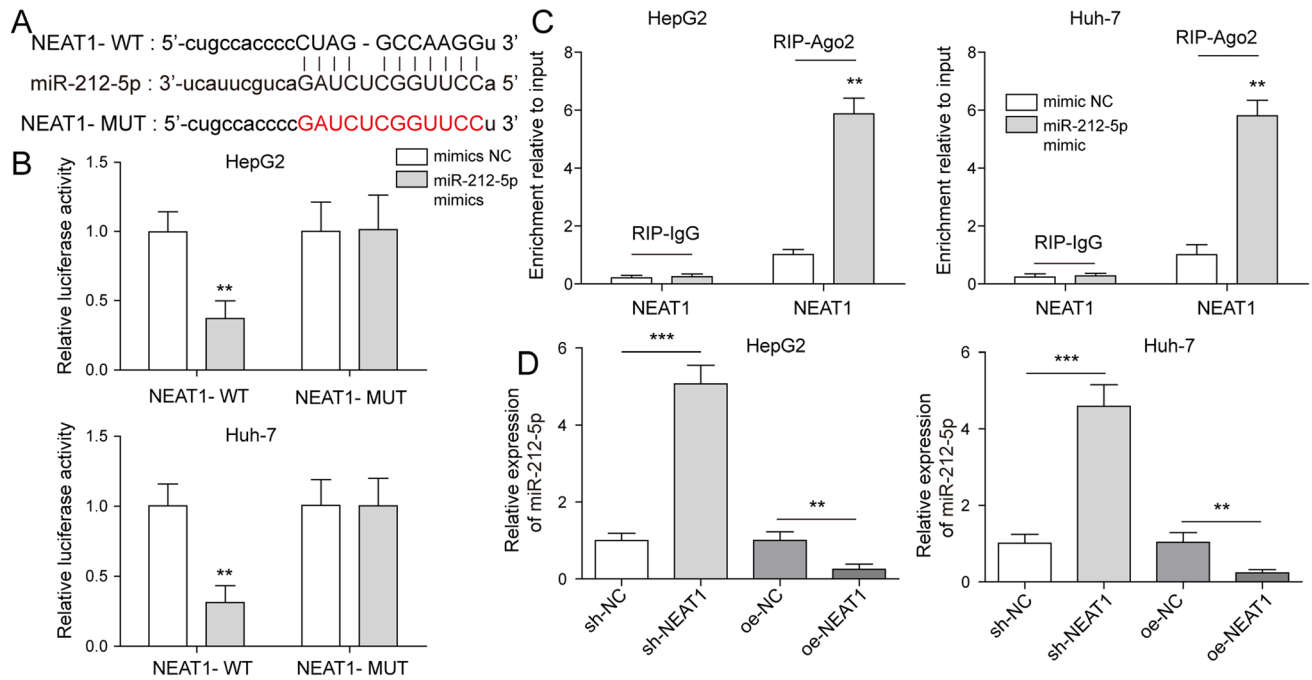 A
NEAT1- WT : 5’-cugccaccccCUAG - GCCAAGGu 3’
miR-212-5p : 3’-ucauucgucaGAUCUCGGUUCCa 5’
NEAT1- MUT : 5’-cugccaccccGAUCUCGGUUCCu 3’
B
HepG2
mimics NC
miR-212-5p
mimics
Relative luciferase activity
1.5
1.0
0.5
0.0
**
NEAT1- WT
NEAT1- MUT
Huh-7
Relative luciferase activity
1.5
1.0
0.5
0.0
**
NEAT1- WT
NEAT1- MUT
C
HepG2
Enrichment relative to input
8
6
4
2
0
RIP-IgG
RIP-Ago2
**
NEAT1
NEAT1
Huh-7
Enrichment relative to input
8
6
4
2
0
mimic NC
miR-212-5p
mimic
RIP-IgG
RIP-Ago2
**
NEAT1
NEAT1
D
HepG2
Relative expression
of miR-212-5p
6
4
2
0
***
**
sh-NC
sh-NEAT1
oe-NC
oe-NEAT1
Huh-7
Relative expression
of miR-212-5p
6
4
2
0
***
**
sh-NC
sh-NEAT1
oe-NC
oe-NEAT1